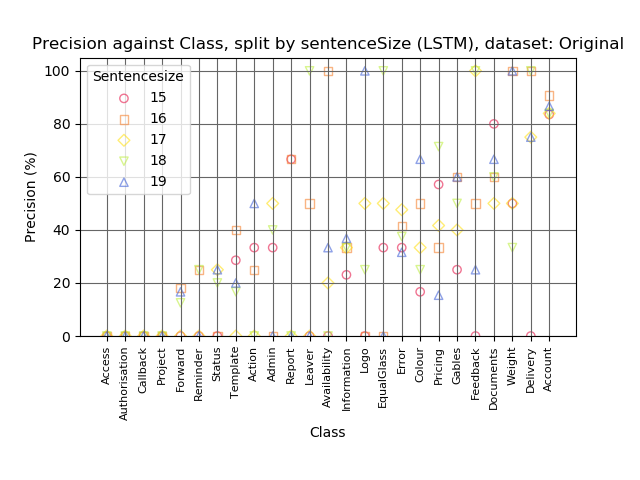 Precision against Class, split by sentenceSize (LSTM), dataset: Original
Sentencesize
15
16
17
18
19
Precision (%)
100
80
60
40
20
0
Access
Authorisation
Callback
Project
Forward
Reminder
Status
Template
Action
Admin
Report
Leaver
Availability
Information
Logo
EqualGlass
Error
Colour
Pricing
Gables
Feedback
Documents
Weight
Delivery
Account
Class